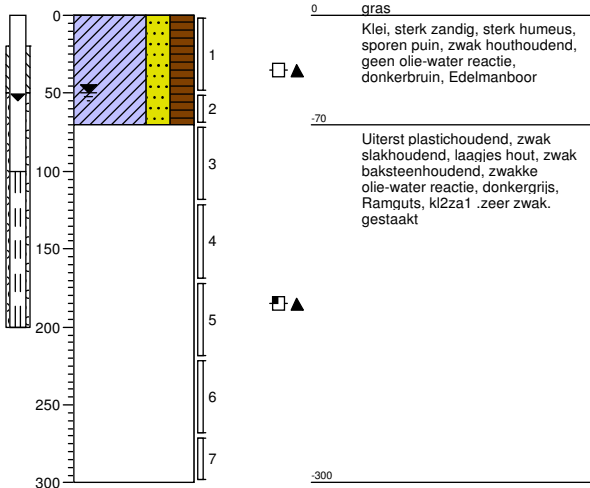 0
50
100
150
200
250
300
1
2
3
4
5
6
7
0
gras
Klei, sterk zandig, sterk humeus,
sporen puin, zwak houthoudend,
geen olie-water reactie,
donkerbruin, Edelmanboor
-70
Uiterst plastichoudend, zwak
slakhoudend, laagjes hout, zwak
baksteenhoudend, zwakke
olie-water reactie, donkergrijs,
Ramguts, kl2za1 .zeer zwak.
gestaakt
-300